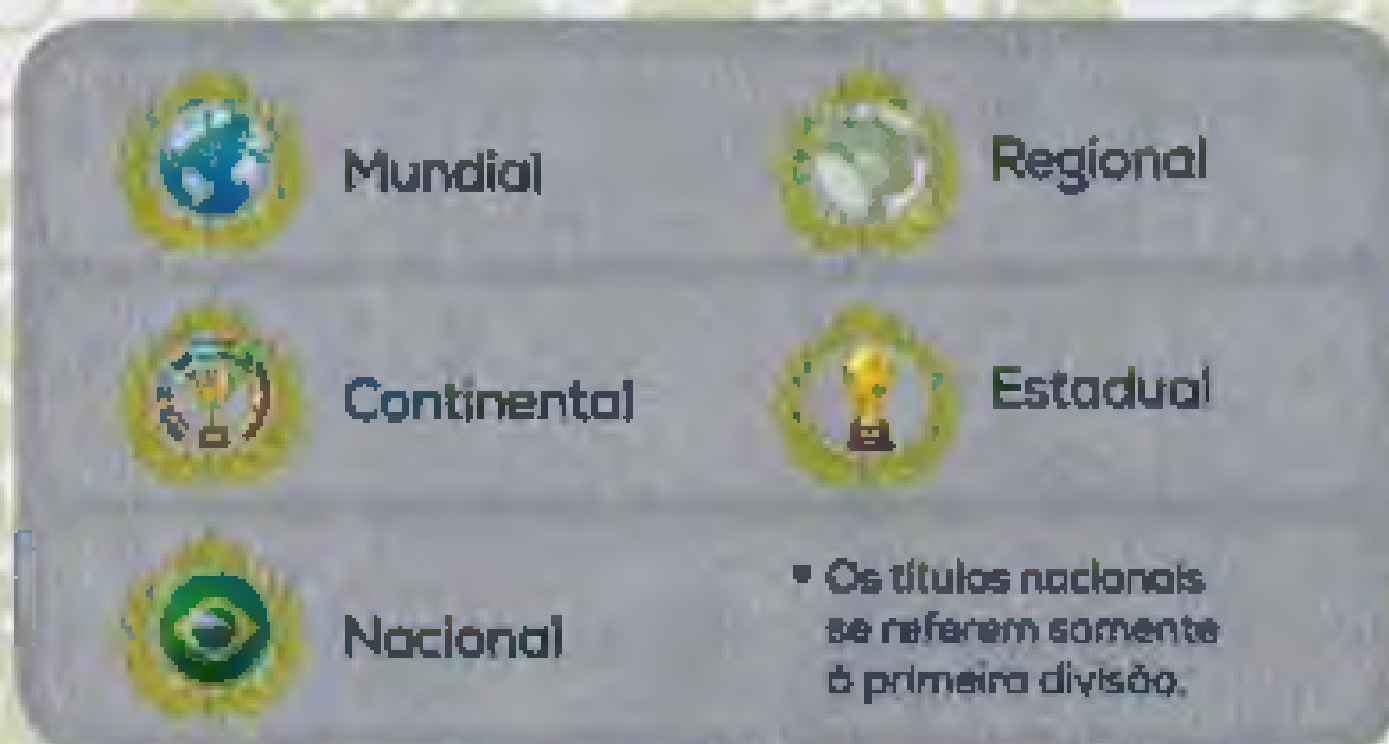 Mundial
Regional
Continental
Estadual
Nacional
• Os títulos nacionais
se referem somente
à primeira divisão.